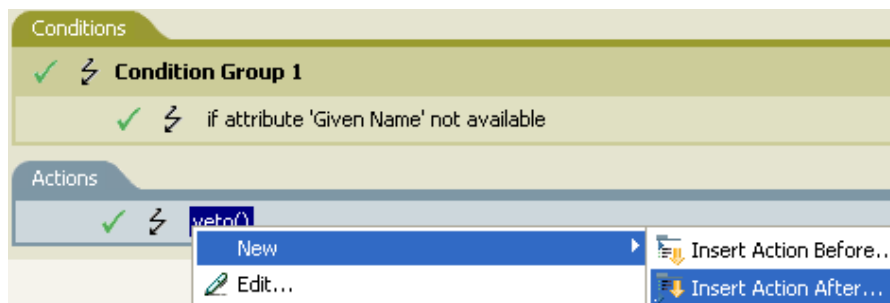 Conditions
Condition Group 1
if attribute 'Given Name' not available
Actions
veto()
New
Insert Action Before...
Edit...
Insert Action After...